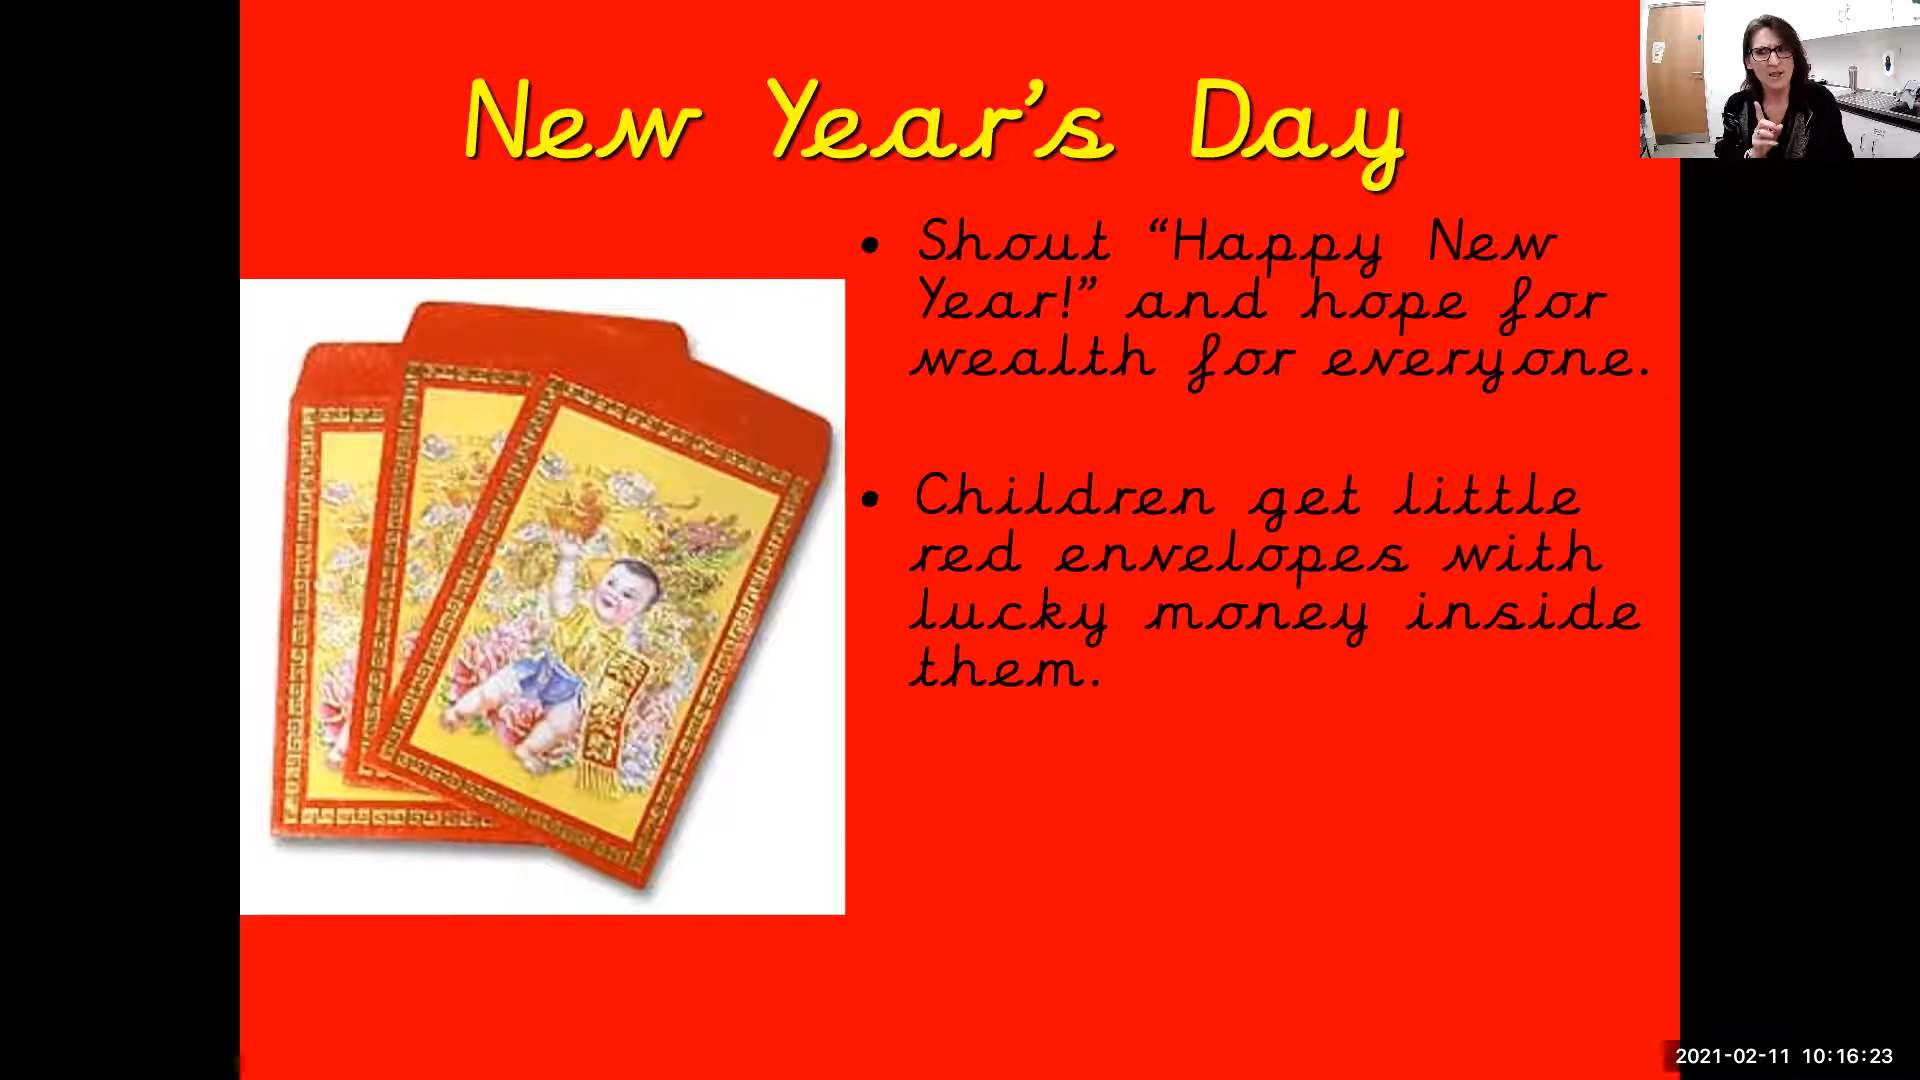 New Year's Day
• Shout “Happy New
Year!” and hope for
wealth for everyone.
• Children get little
red envelopes with
lucky money inside
them.
2021-02-11 10:16:23